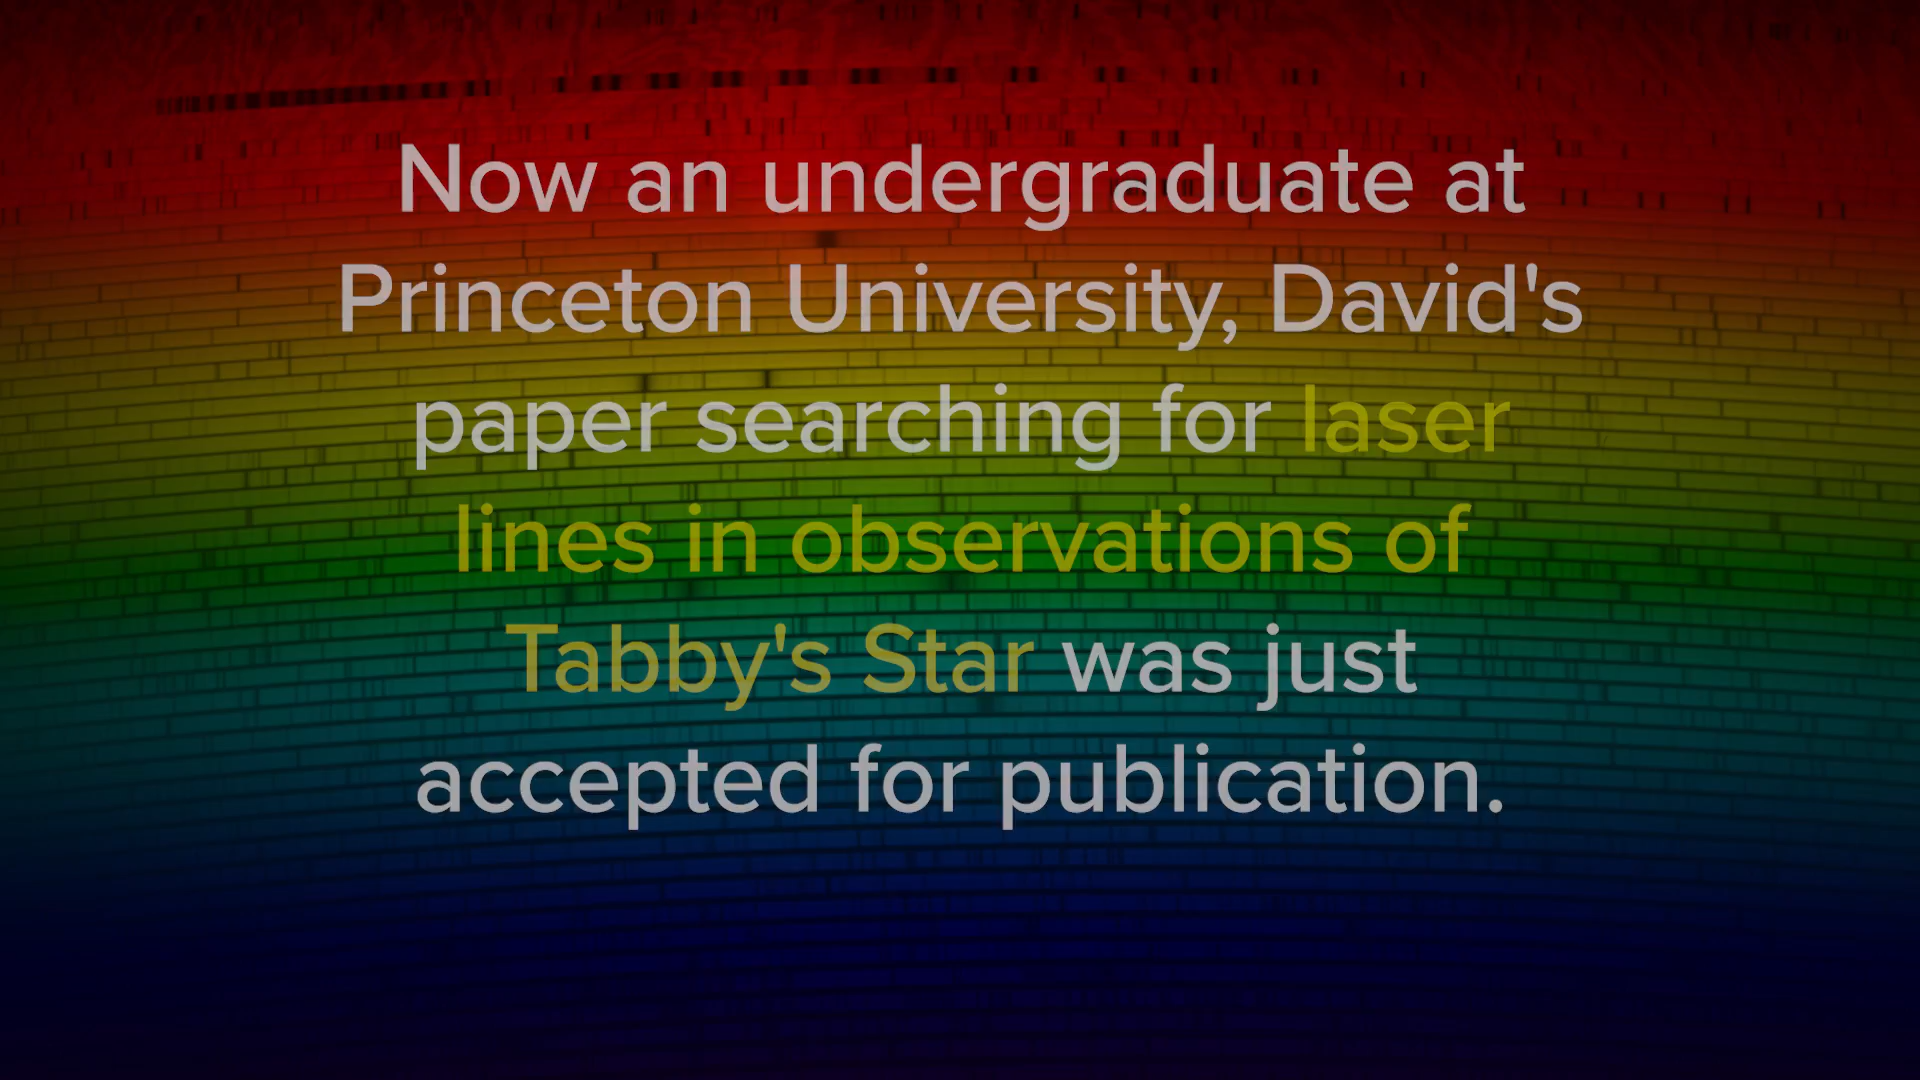 Now an undergraduate at
Princeton University, David's
paper searching for laser
lines in observations of
Tabby's Star was just
accepted for publication.